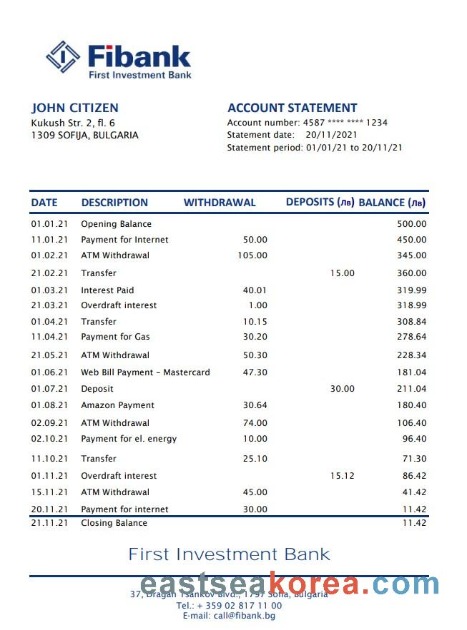 Fibank
First Investment Bank
JOHN CITIZEN
Kukush Str. 2, fl. 6
1309 SOFIJA, BULGARIA
ACCOUNT STATEMENT
Account number: 4587 **** **** 1234
Statement date: 20/11/2021
Statement period: 01/01/21 to 20/11/21
DATE DESCRIPTION WITHDRAWAL DEPOSITS (Лв) BALANCE (Лв)
01.01.21 Opening Balance 500.00
11.01.21 Payment for Internet 50.00 450.00
01.02.21 ATM Withdrawal 105.00 345.00
21.02.21 Transfer 15.00 360.00
01.03.21 Interest Paid 40.01 319.99
21.03.21 Overdraft interest 1.00 318.99
01.04.21 Transfer 10.15 308.84
11.04.21 Payment for Gas 30.20 278.64
21.05.21 ATM Withdrawal 50.30 228.34
01.06.21 Web Bill Payment – Mastercard 47.30 181.04
01.07.21 Deposit 30.00 211.04
01.08.21 Amazon Payment 30.64 180.40
02.09.21 ATM Withdrawal 74.00 106.40
02.10.21 Payment for el. energy 10.00 96.40
11.10.21 Transfer 25.10 71.30
01.11.21 Overdraft interest 15.12 86.42
15.11.21 ATM Withdrawal 45.00 41.42
20.11.21 Payment for internet 30.00 11.42
21.11.21 Closing Balance 11.42
First Investment Bank
eastseakorea.com
37, Dragan Tsankov Blvd., 1797 Sofia, Bulgaria
Tel.: + 359 02 817 11 00
E-mail: call@fibank.bg